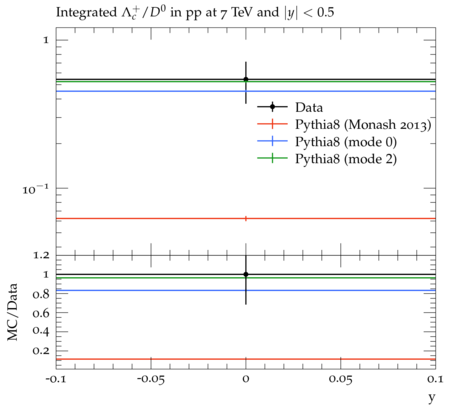 Integrated Λ_c^+/D^0 in pp at 7 TeV and |y| < 0.5
1
Data
Pythia8 (Monash 2013)
Pythia8 (mode 0)
Pythia8 (mode 2)
10^−1
1.2
1
0.8
0.6
0.4
0.2
MC/Data
-0.1 -0.05 0 0.05 0.1
y